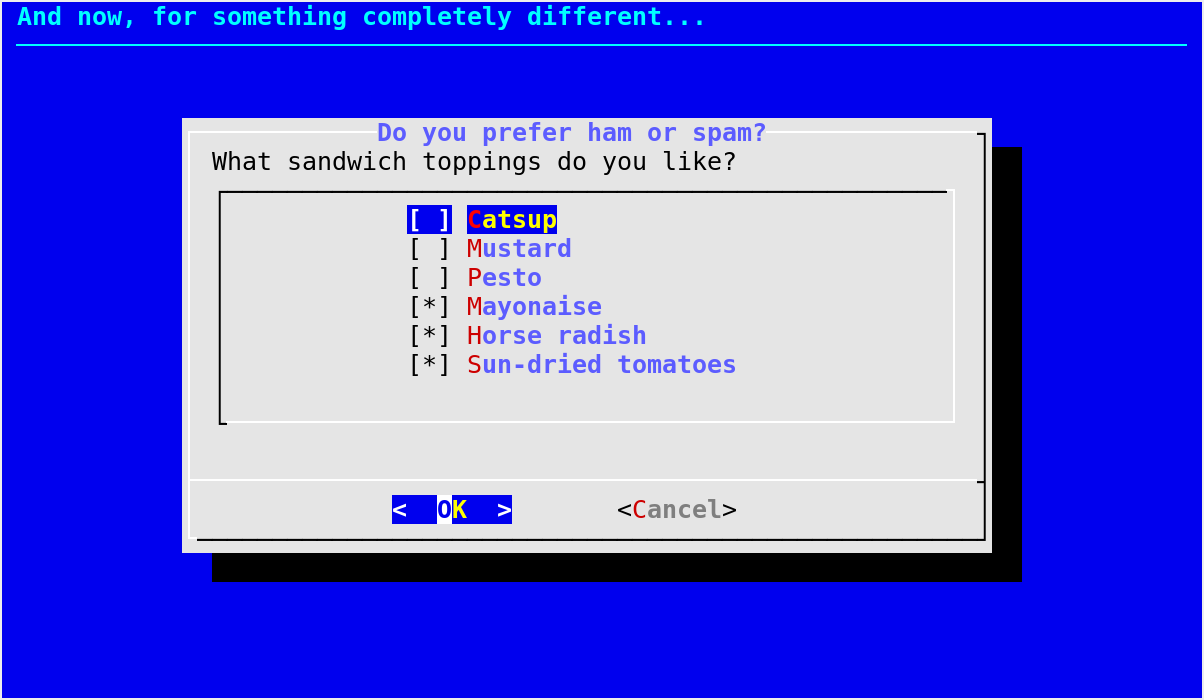 And now, for something completely different...
Do you prefer ham or spam?
What sandwich toppings do you like?
[ ] Catsup
[ ] Mustard
[ ] Pesto
[*] Mayonaise
[*] Horse radish
[*] Sun-dried tomatoes
<  OK  > <Cancel>